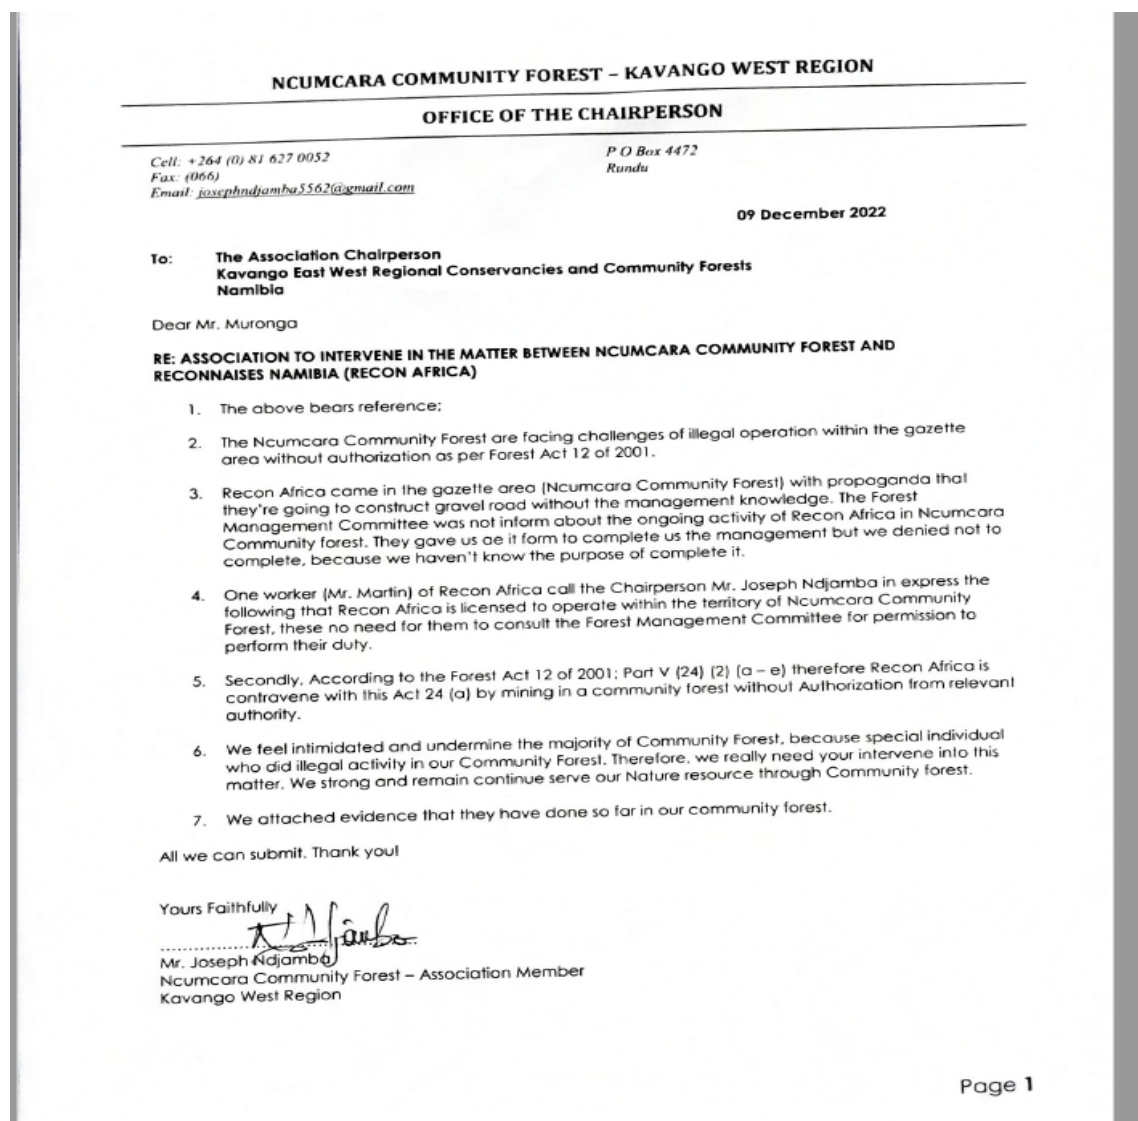 NCUMCARA COMMUNITY FOREST – KAVANGO WEST REGION
OFFICE OF THE CHAIRPERSON
Cell: +264 (0) 81 627 0052
Fax: (066)
Email: josephndjamba5562@gmail.com
P O Box 4472
Rundu
09 December 2022
To: The Association Chairperson
Kavango East West Regional Conservancies and Community Forests
Namibia
Dear Mr. Muronga
RE: ASSOCIATION TO INTERVENE IN THE MATTER BETWEEN NCUMCARA COMMUNITY FOREST AND
RECONNAISES NAMIBIA (RECON AFRICA)
1. The above bears reference;
2. The Ncumcara Community Forest are facing challenges of illegal operation within the gazette
area without authorization as per Forest Act 12 of 2001.
3. Recon Africa came in the gazette area (Ncumcara Community Forest) with propaganda that
they're going to construct gravel road without the management knowledge. The Forest
Management Committee was not inform about the ongoing activity of Recon Africa in Ncumcara
Community forest. They gave us ae it form to complete us the management but we denied not to
complete, because we haven't know the purpose of complete it.
4. One worker (Mr. Martin) of Recon Africa call the Chairperson Mr. Joseph Ndjamba in express the
following that Recon Africa is licensed to operate within the territory of Ncumcara Community
Forest, these no need for them to consult the Forest Management Committee for permission to
perform their duty.
5. Secondly, According to the Forest Act 12 of 2001; Part V (24) (2) (a – e) therefore Recon Africa is
contravene with this Act 24 (a) by mining in a community forest without Authorization from relevant
authority.
6. We feel intimidated and undermine the majority of Community Forest, because special individual
who did illegal activity in our Community Forest. Therefore, we really need your intervene into this
matter. We strong and remain continue serve our Nature resource through Community forest.
7. We attached evidence that they have done so far in our community forest.
All we can submit. Thank you!
Yours Faithfully
Mr. Joseph Ndjamba
Ncumcara Community Forest – Association Member
Kavango West Region
Page 1